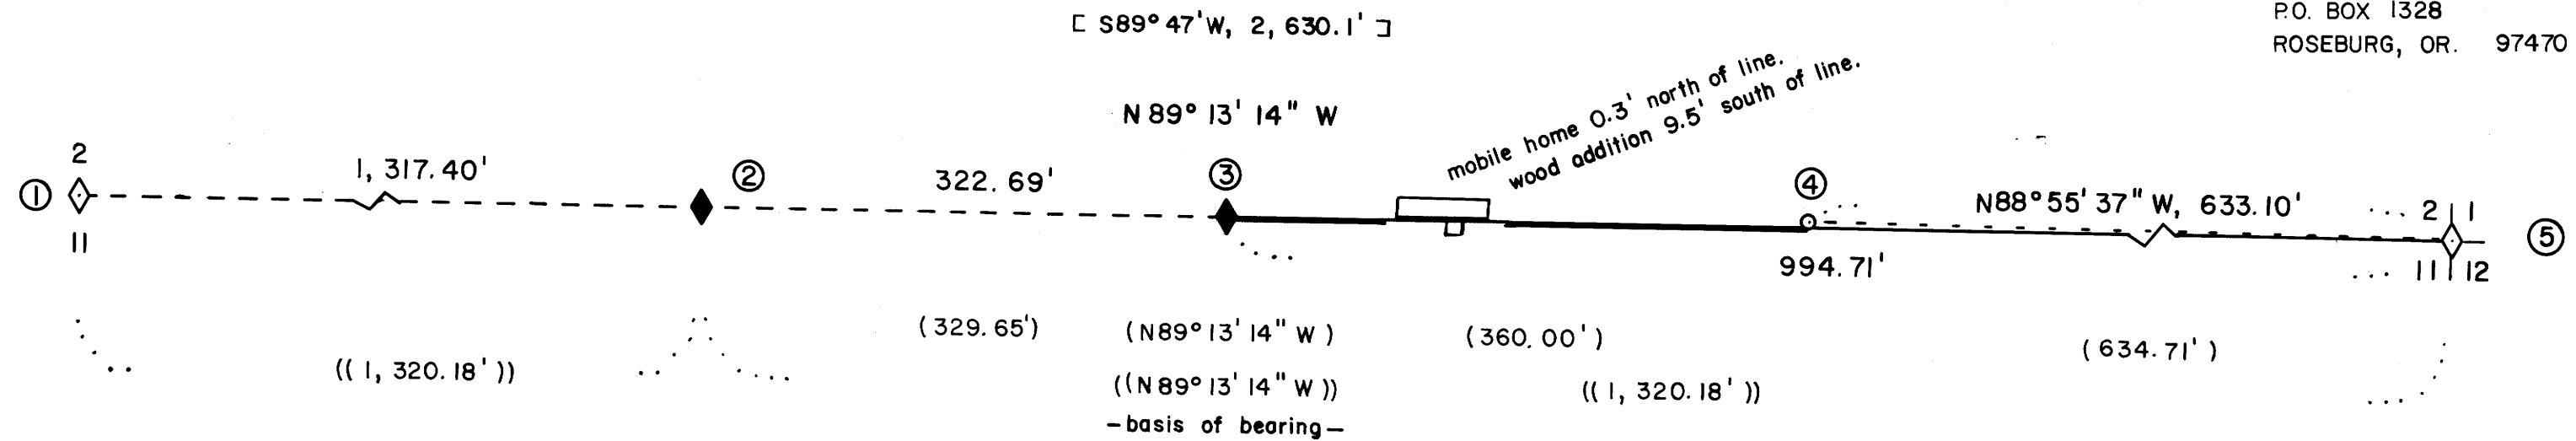 [ S89°47'W, 2,630.1' ]
P.O. BOX 1328
ROSEBURG, OR. 97470
N 89° 13' 14" W
mobile home 0.3' north of line.
wood addition 9.5' south of line.
2
1
1,317.40'
2
322.69'
3
4
N88°55'37"W, 633.10'
2 1
5
11
994.71'
11 12
(329.65')
(N89°13'14"W)
(360.00')
(634.71')
((1,320.18'))
((N89°13'14"W))
((1,320.18'))
-basis of bearing-